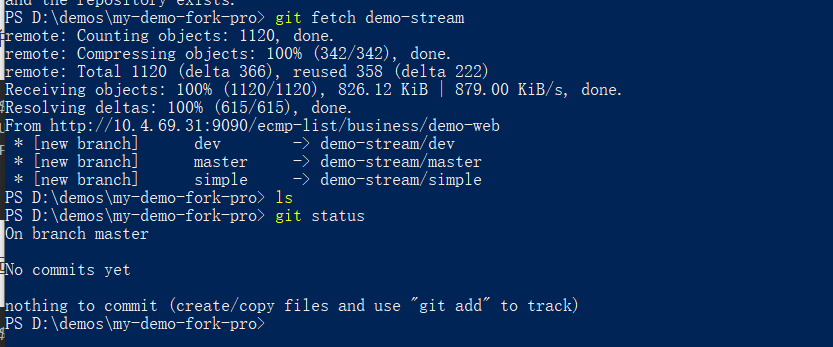 and the repository exists.
PS D:\demos\my-demo-fork-pro> git fetch demo-stream
remote: Counting objects: 1120, done.
remote: Compressing objects: 100% (342/342), done.
remote: Total 1120 (delta 366), reused 358 (delta 222)
Receiving objects: 100% (1120/1120), 826.12 KiB | 879.00 KiB/s, done.
Resolving deltas: 100% (615/615), done.
From http://10.4.69.31:9090/ecmp-list/business/demo-web
 * [new branch]      dev        -> demo-stream/dev
 * [new branch]      master     -> demo-stream/master
 * [new branch]      simple     -> demo-stream/simple
PS D:\demos\my-demo-fork-pro> ls
PS D:\demos\my-demo-fork-pro> git status
On branch master
No commits yet
nothing to commit (create/copy files and use "git add" to track)
PS D:\demos\my-demo-fork-pro>